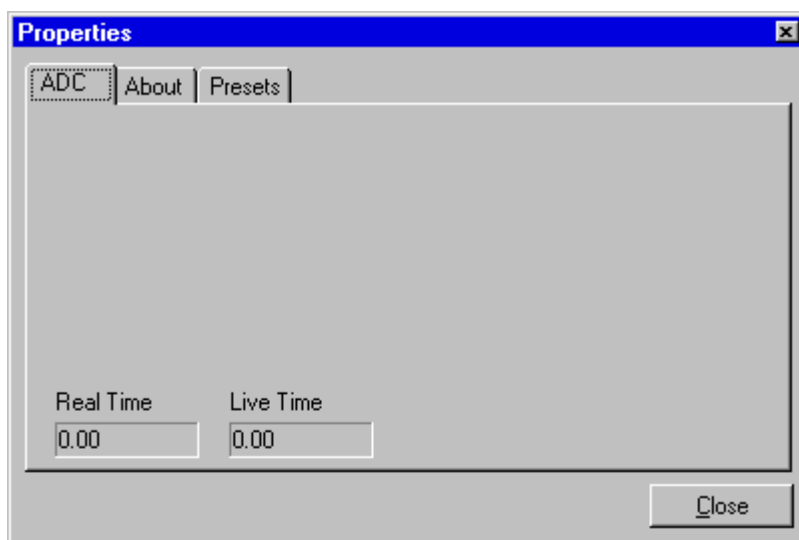 Properties
ADC About Presets
Real Time Live Time
0.00 0.00
Close